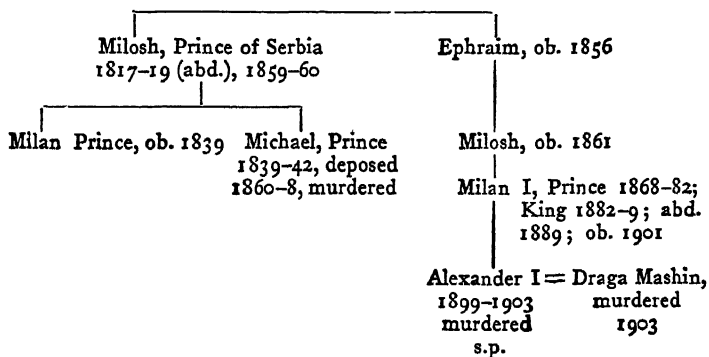 Milosh, Prince of Serbia
1817–19 (abd.), 1859–60
Ephraim, ob. 1856
Milan Prince, ob. 1839
Michael, Prince
1839–42, deposed
1860–8, murdered
Milosh, ob. 1861
Milan I, Prince 1868–82;
King 1882–9; abd.
1889; ob. 1901
Alexander I = Draga Mashin,
1899–1903 murdered
murdered 1903
s.p.